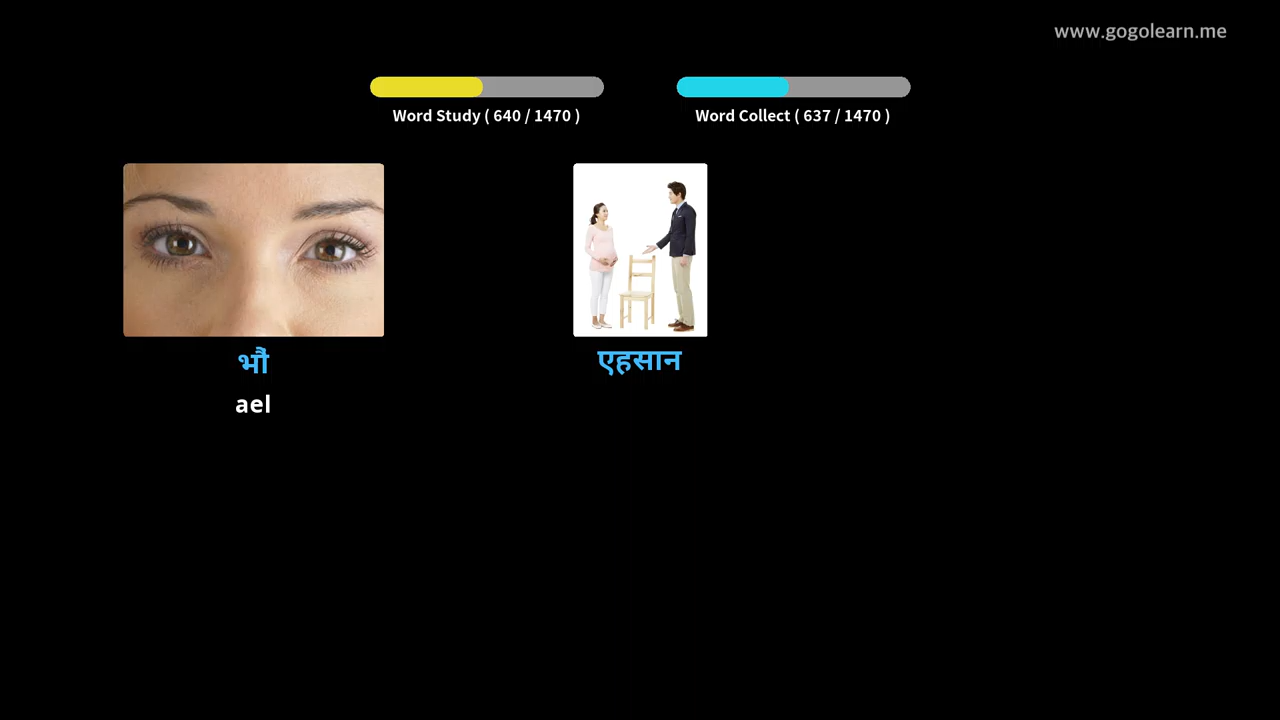 www.gogolearn.me
Word Study ( 640 / 1470 )
Word Collect ( 637 / 1470 )
भौं
ael
एहसान